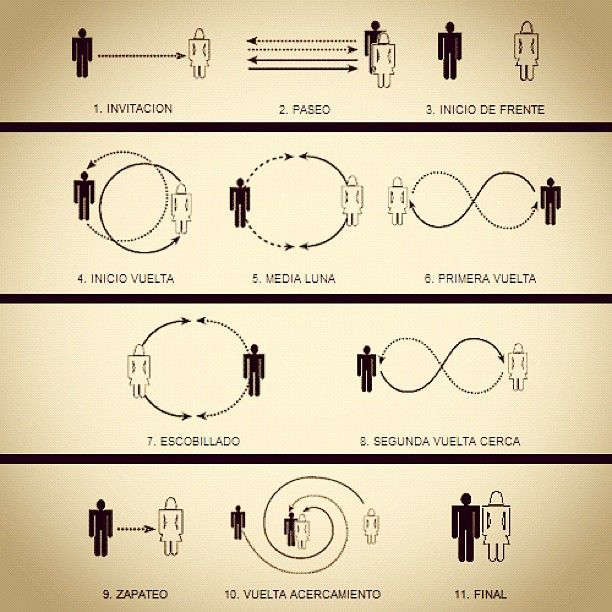 1. INVITACION
2. PASEO
3. INICIO DE FRENTE
4. INICIO VUELTA
5. MEDIA LUNA
6. PRIMERA VUELTA
7. ESCOBILLADO
8. SEGUNDA VUELTA CERCA
9. ZAPATEO
10. VUELTA ACERCAMIENTO
11. FINAL